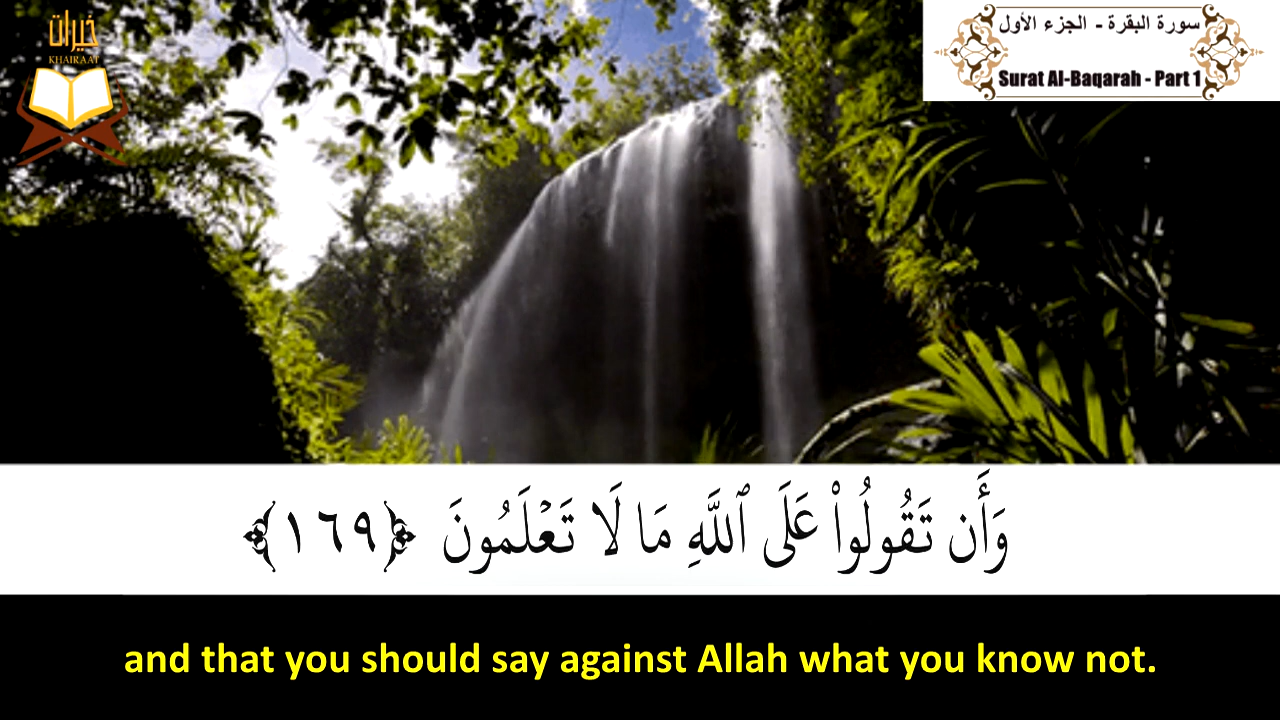 خيرات
KHAIRAAT
سورة البقرة - الجزء الأول
Surat Al-Baqarah - Part 1
وَأَن تَقُولُوا۟ عَلَى ٱللَّهِ مَا لَا تَعْلَمُونَ ﴿١٦٩﴾
and that you should say against Allah what you know not.